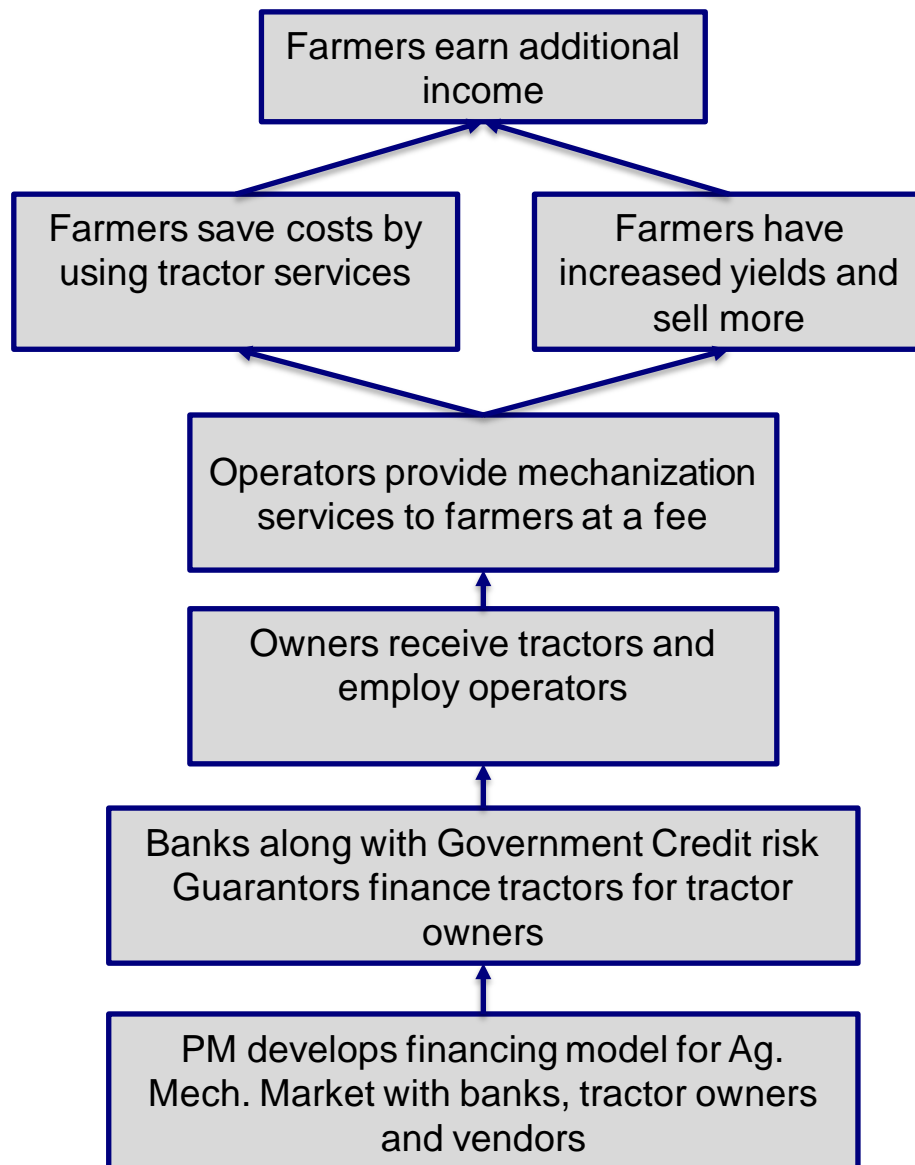 Farmers earn additional
income
Farmers save costs by
using tractor services
Farmers have
increased yields and
sell more
Operators provide mechanization
services to farmers at a fee
Owners receive tractors and
employ operators
Banks along with Government Credit risk
Guarantors finance tractors for tractor
owners
PM develops financing model for Ag.
Mech. Market with banks, tractor owners
and vendors